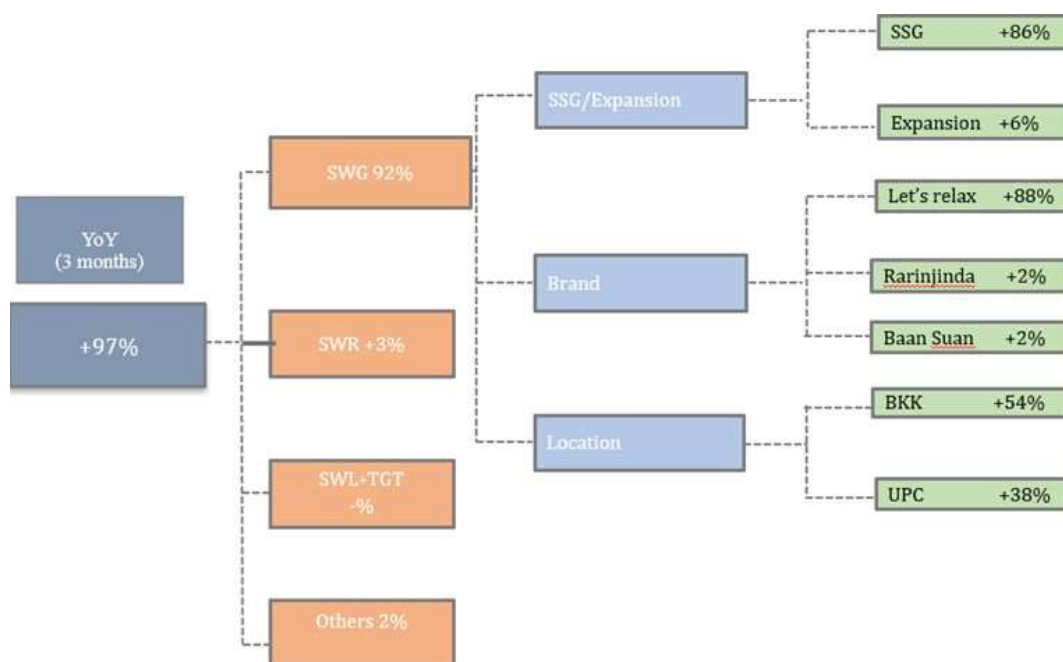 YoY
(3 months)
+97%
SWG 92%
SWR +3%
SWL+TGT
-%
Others 2%
SSG/Expansion
Brand
Location
SSG +86%
Expansion +6%
Let's relax +88%
Rarinjinda +2%
Baan Suan +2%
BKK +54%
UPC +38%